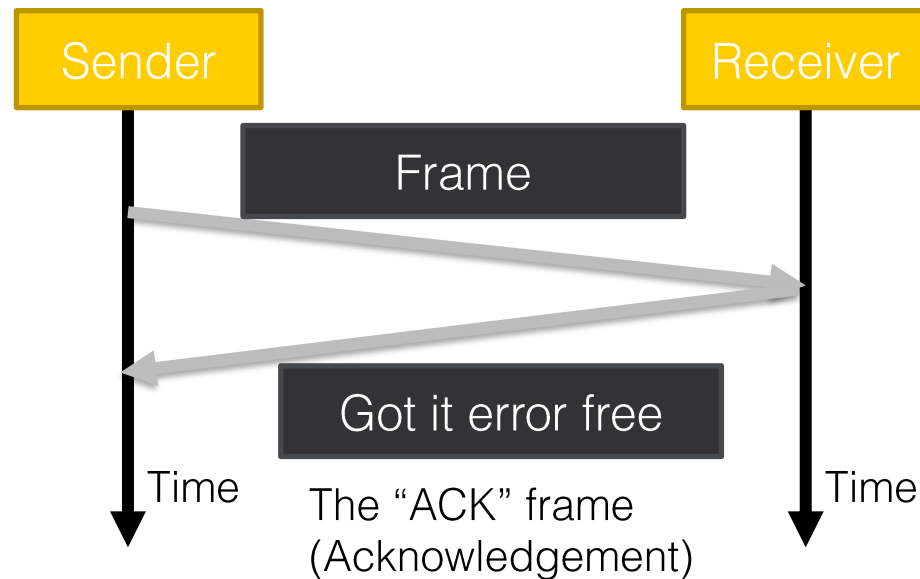 Sender
Receiver
Frame
Got it error free
Time
Time
The “ACK” frame
(Acknowledgement)